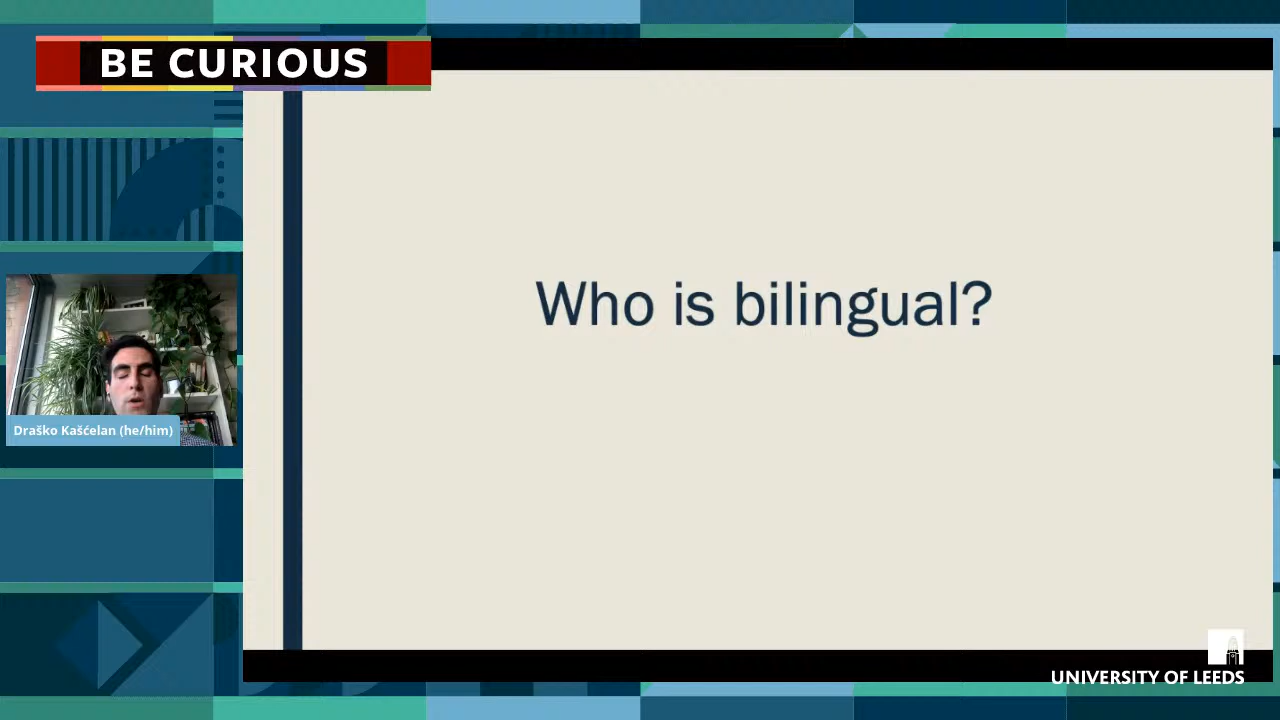 BE CURIOUS
Who is bilingual?
Draško Kašćelan (he/him)
UNIVERSITY OF LEEDS